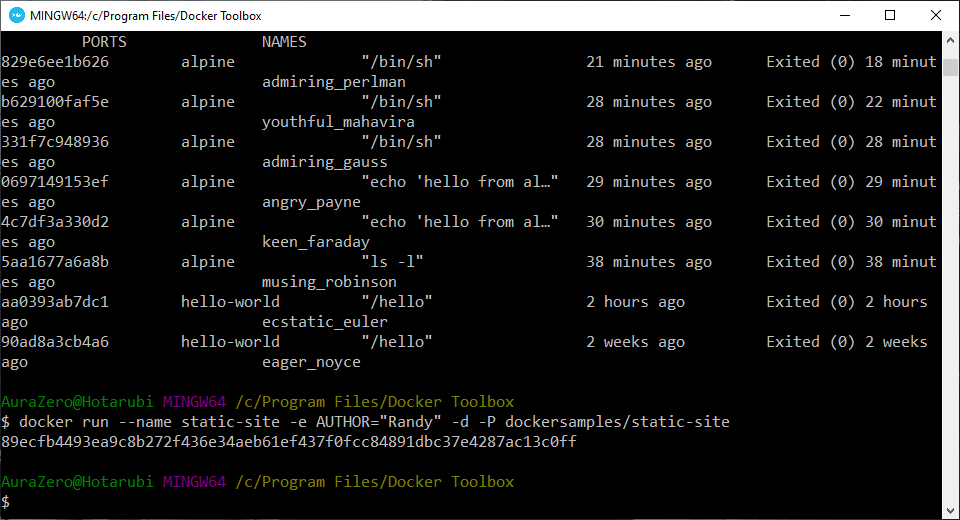 MINGW64:/c/Program Files/Docker Toolbox
PORTS NAMES
829e6ee1b626 alpine "/bin/sh" 21 minutes ago Exited (0) 18 minut
es ago admiring_perlman
b629100faf5e alpine "/bin/sh" 28 minutes ago Exited (0) 22 minut
es ago youthful_mahavira
331f7c948936 alpine "/bin/sh" 28 minutes ago Exited (0) 28 minut
es ago admiring_gauss
0697149153ef alpine "echo 'hello from al…" 29 minutes ago Exited (0) 29 minut
es ago angry_payne
4c7df3a330d2 alpine "echo 'hello from al…" 30 minutes ago Exited (0) 30 minut
es ago keen_faraday
5aa1677a6a8b alpine "ls -l" 38 minutes ago Exited (0) 38 minut
es ago musing_robinson
aa0393ab7dc1 hello-world "/hello" 2 hours ago Exited (0) 2 hours
ago ecstatic_euler
90ad8a3cb4a6 hello-world "/hello" 2 weeks ago Exited (0) 2 weeks
ago eager_noyce
AuraZero@Hotarubi MINGW64 /c/Program Files/Docker Toolbox
$ docker run --name static-site -e AUTHOR="Randy" -d -P dockersamples/static-site
89ecfb4493ea9c8b272f436e34aeb61ef437f0fcc84891dbc37e4287ac13c0ff
AuraZero@Hotarubi MINGW64 /c/Program Files/Docker Toolbox
$